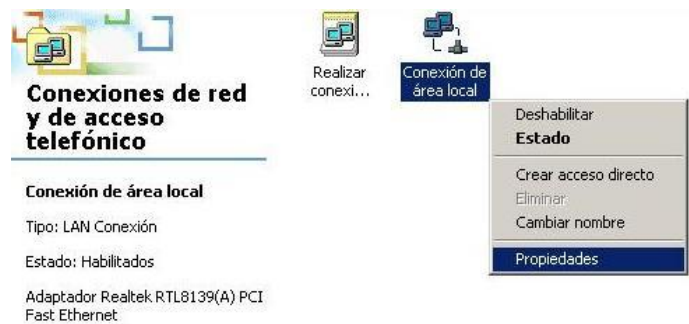 Conexiones de red
y de acceso
telefónico
Conexión de área local
Tipo: LAN Conexión
Estado: Habilitados
Adaptador Realtek RTL8139(A) PCI
Fast Ethernet
Realizar
conexi...
Conexión de
área local
Deshabilitar
Estado
Crear acceso directo
Eliminar
Cambiar nombre
Propiedades